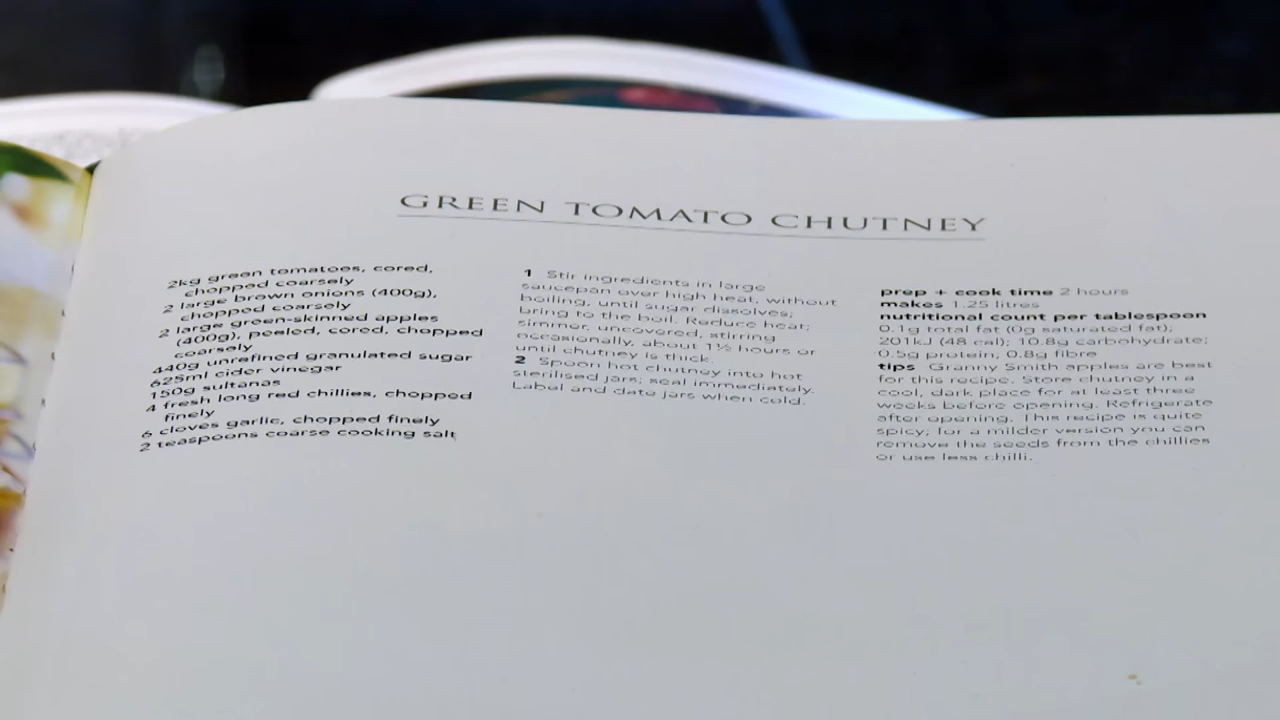 GREEN TOMATO CHUTNEY
2kg green tomatoes, cored,
chopped coarsely
2 large brown onions (400g),
chopped coarsely
2 large green-skinned apples
(400g), peeled, cored, chopped
coarsely
440g unrefined granulated sugar
625ml cider vinegar
150g sultanas
4 fresh long red chillies, chopped
finely
6 cloves garlic, chopped finely
2 teaspoons coarse cooking salt
1 Stir ingredients in large
saucepan over high heat, without
boiling, until sugar dissolves;
bring to the boil. Reduce heat;
simmer, uncovered, stirring
occasionally, about 1½ hours or
until chutney is thick.
2 Spoon hot chutney into hot
sterilised jars; seal immediately.
Label and date jars when cold.
prep + cook time 2 hours
makes 1.25 litres
nutritional count per tablespoon
0.1g total fat (0g saturated fat);
201kJ (48 cal); 10.8g carbohydrate;
0.5g protein, 0.8g fibre
tips Granny Smith apples are best
for this recipe. Store chutney in a
cool, dark place for at least three
weeks before opening. Refrigerate
after opening. This recipe is quite
spicy; for a milder version you can
remove the seeds from the chillies
or use less chilli.